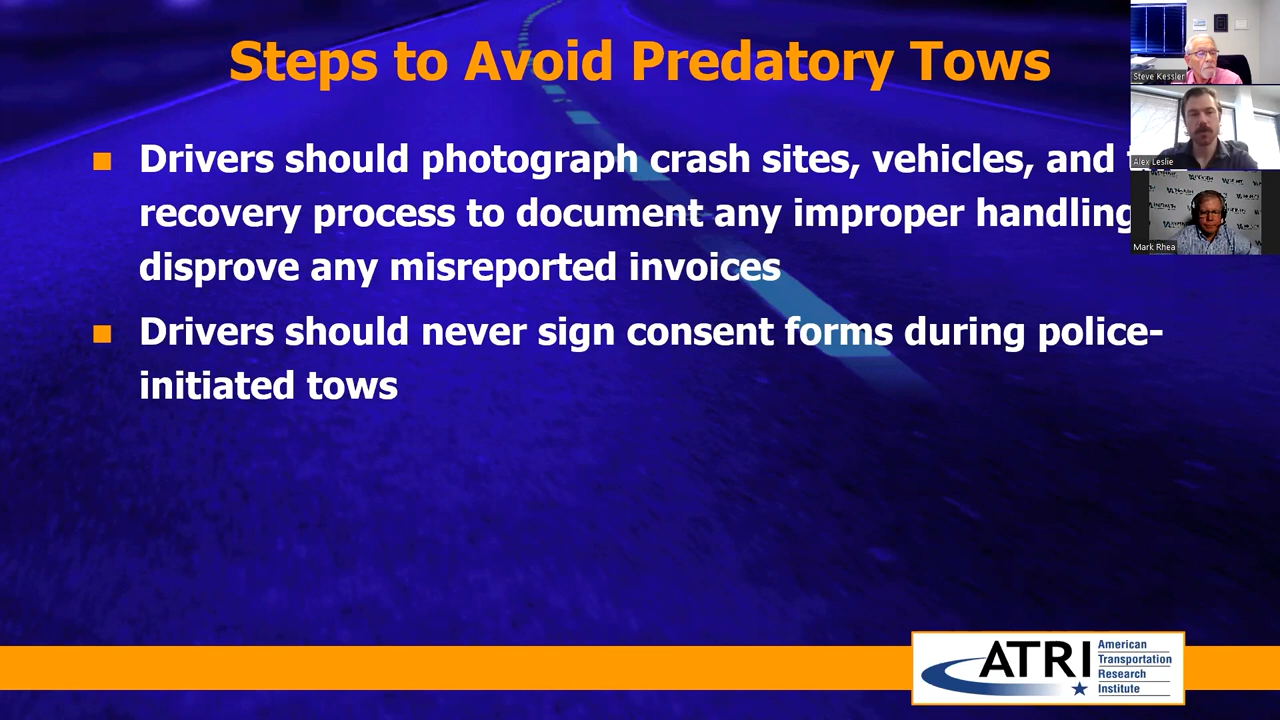 Steps to Avoid Predatory Tows
Drivers should photograph crash sites, vehicles, and
recovery process to document any improper handling
disprove any misreported invoices
Drivers should never sign consent forms during police-
initiated tows
Steve Kessler
Alex Leslie
Mark Rhea
ATRI
American
Transportation
Research
Institute